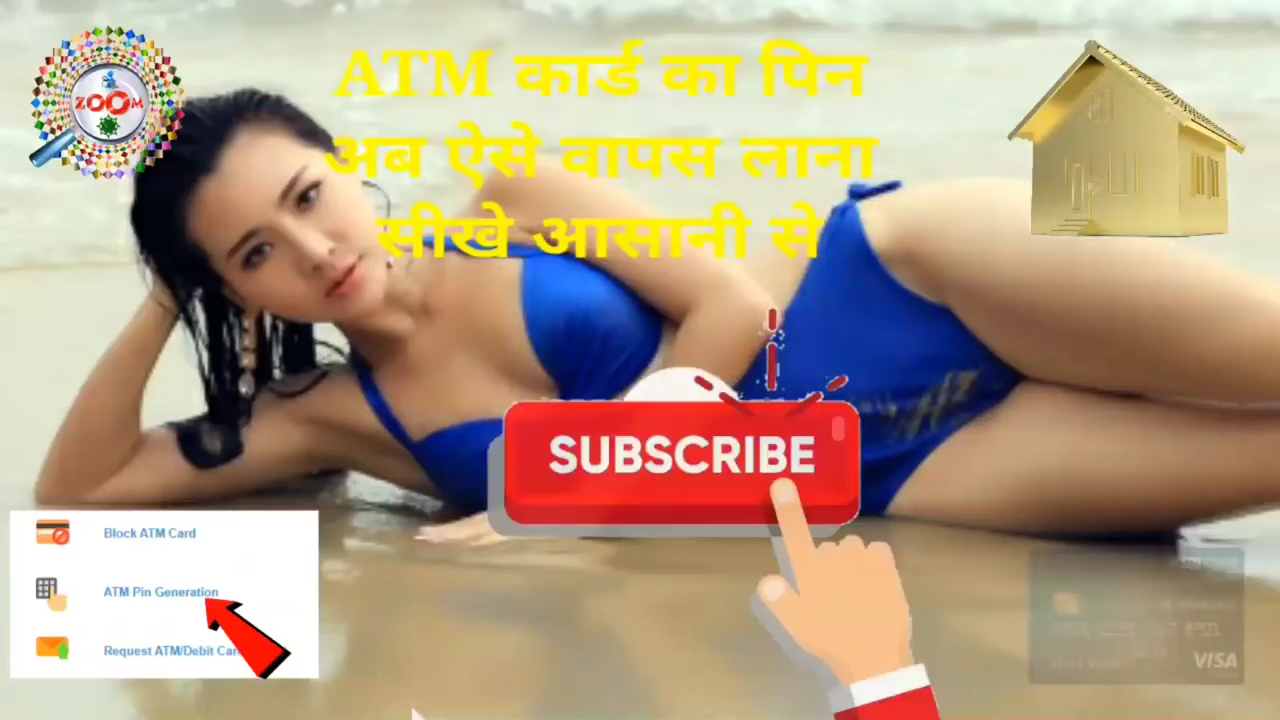 ZOOM
ATM कार्ड का पिन
अब ऐसे वापस लाना
सीखे आसानी से
SUBSCRIBE
Block ATM Card
ATM Pin Generation
Request ATM/Debit Card
VISA